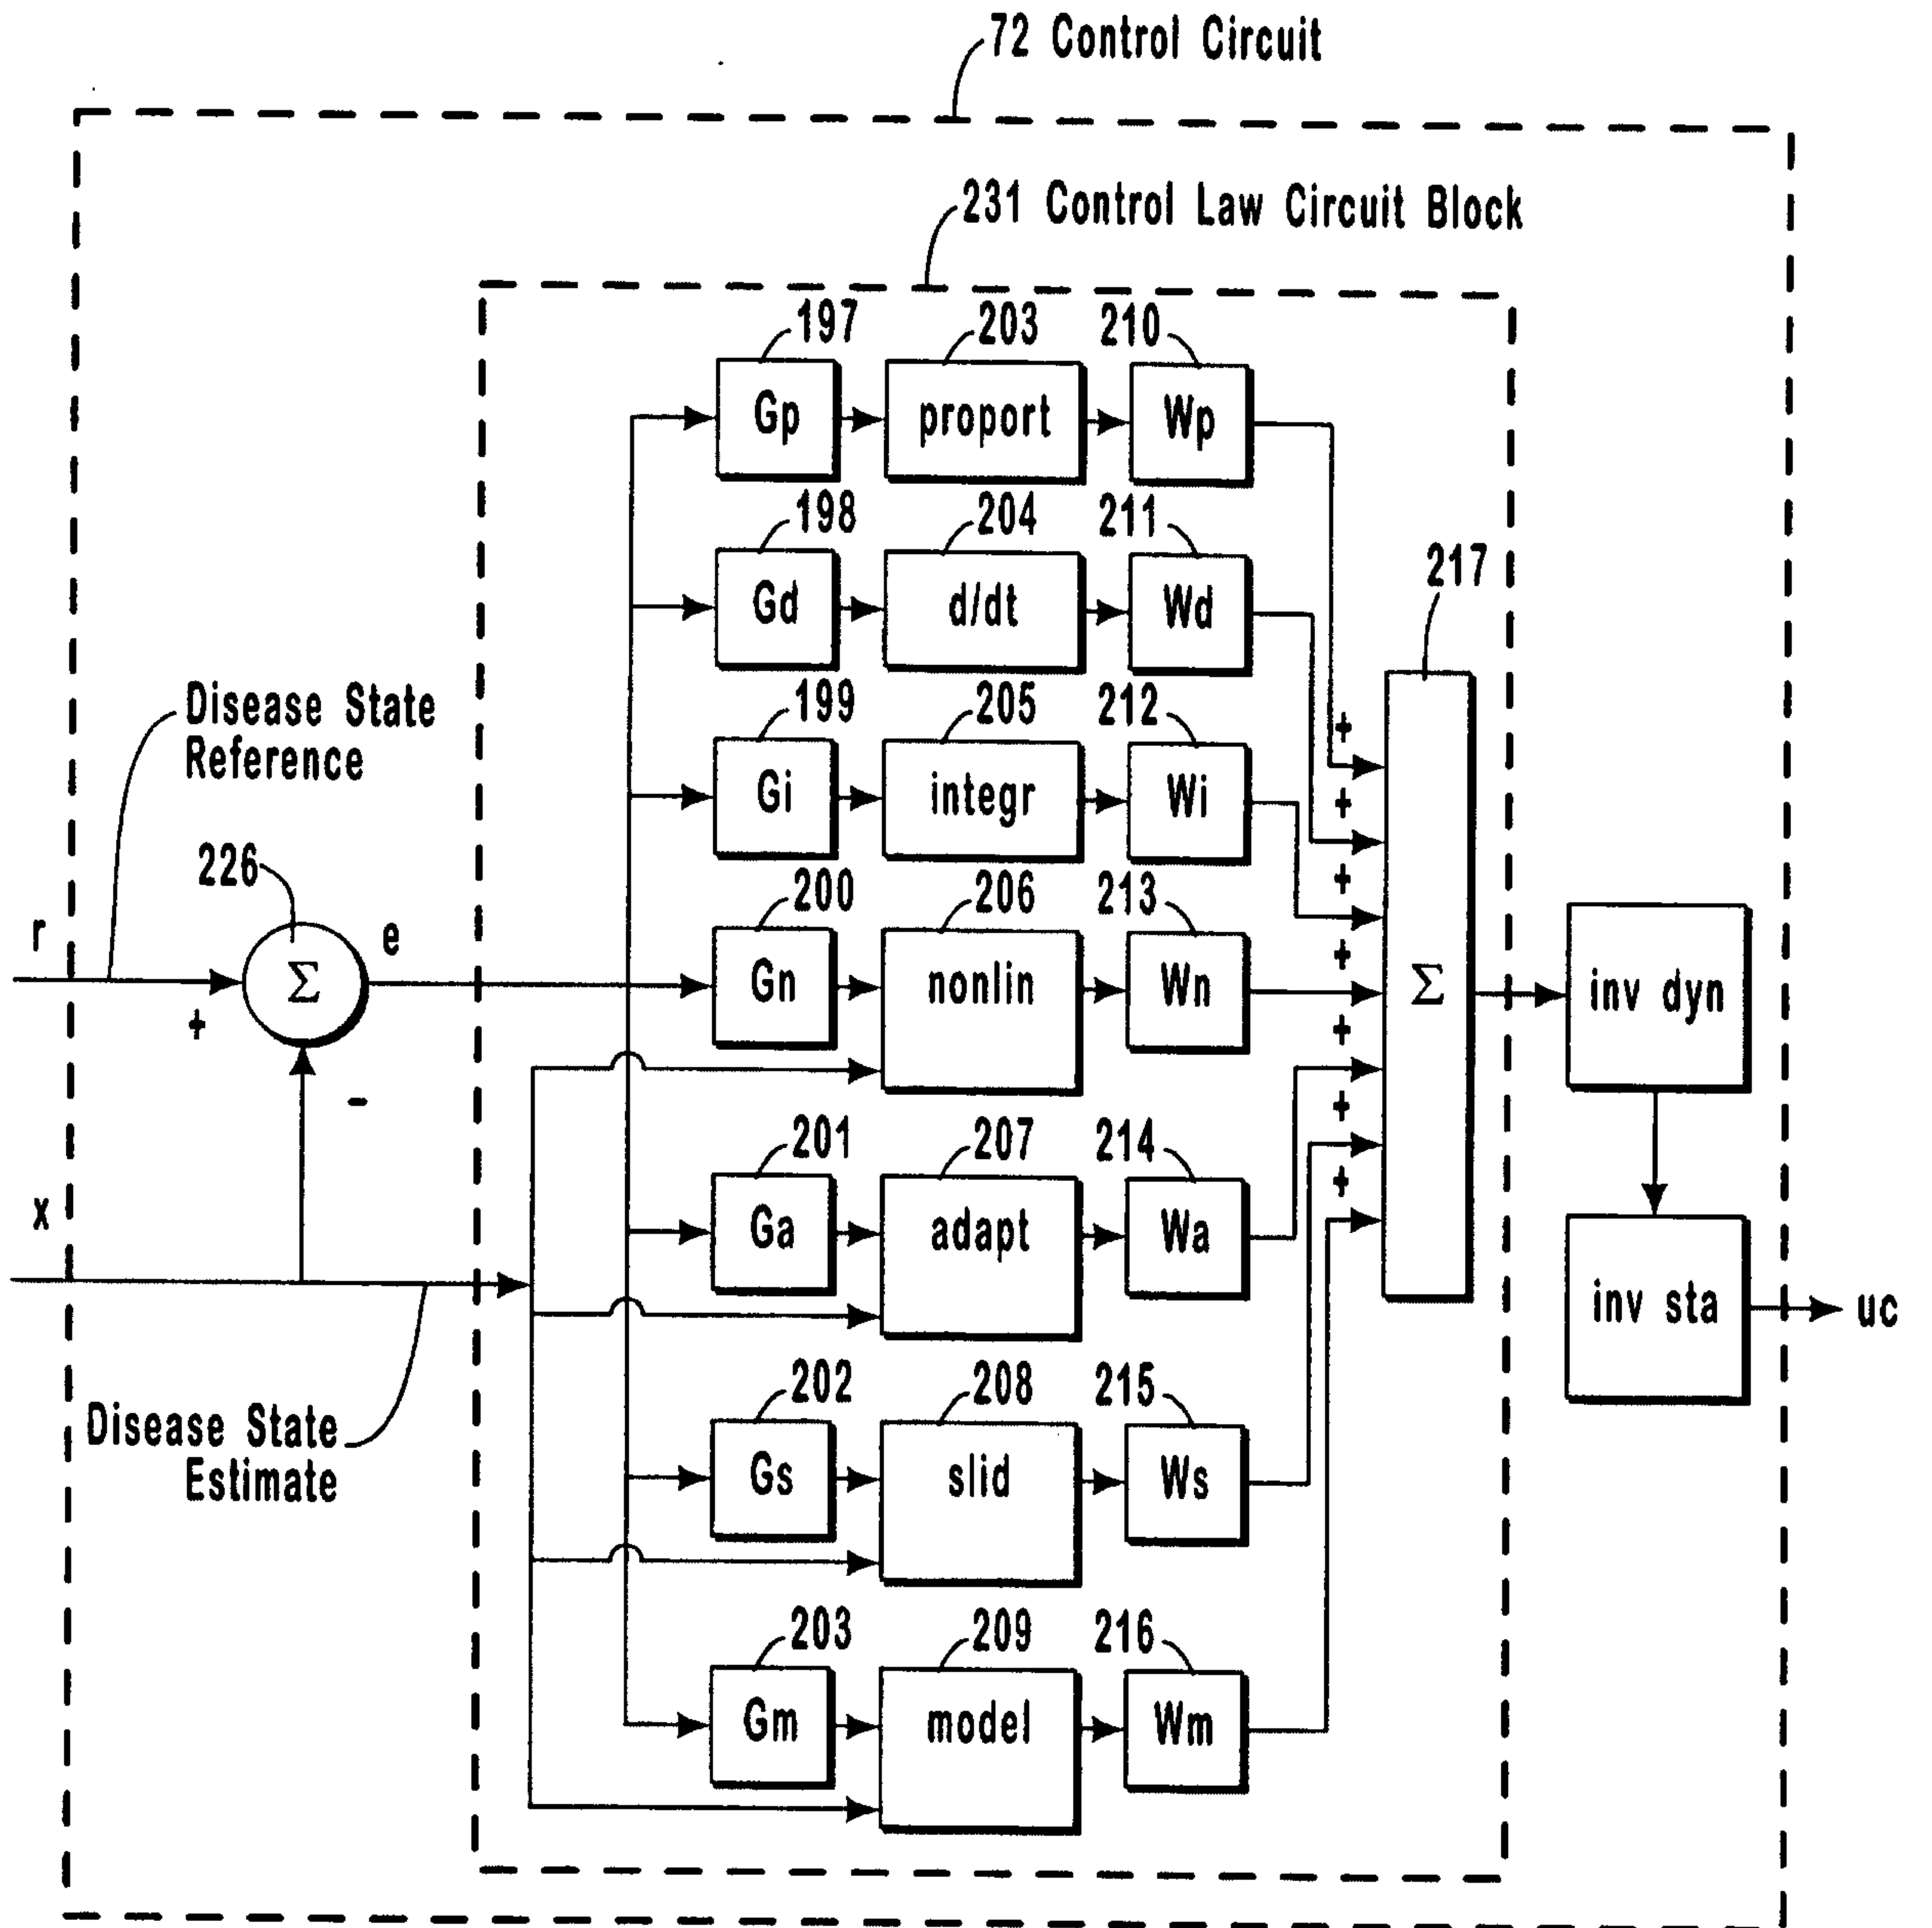 72 Control Circuit
231 Control Law Circuit Block
197
203
210
Gp
proport
Wp
198
204
211
Gd
d/dt
Wd
217
199
205
212
Gi
integr
Wi
+
+
+
+
+
+
+
Disease State
Reference
226
r
Σ
e
+
-
200
206
213
Gn
nonlin
Wn
Σ
inv dyn
x
201
207
214
Ga
adapt
Wa
inv sta
uc
Disease State
Estimate
202
208
215
Gs
slid
Ws
203
209
216
Gm
model
Wm